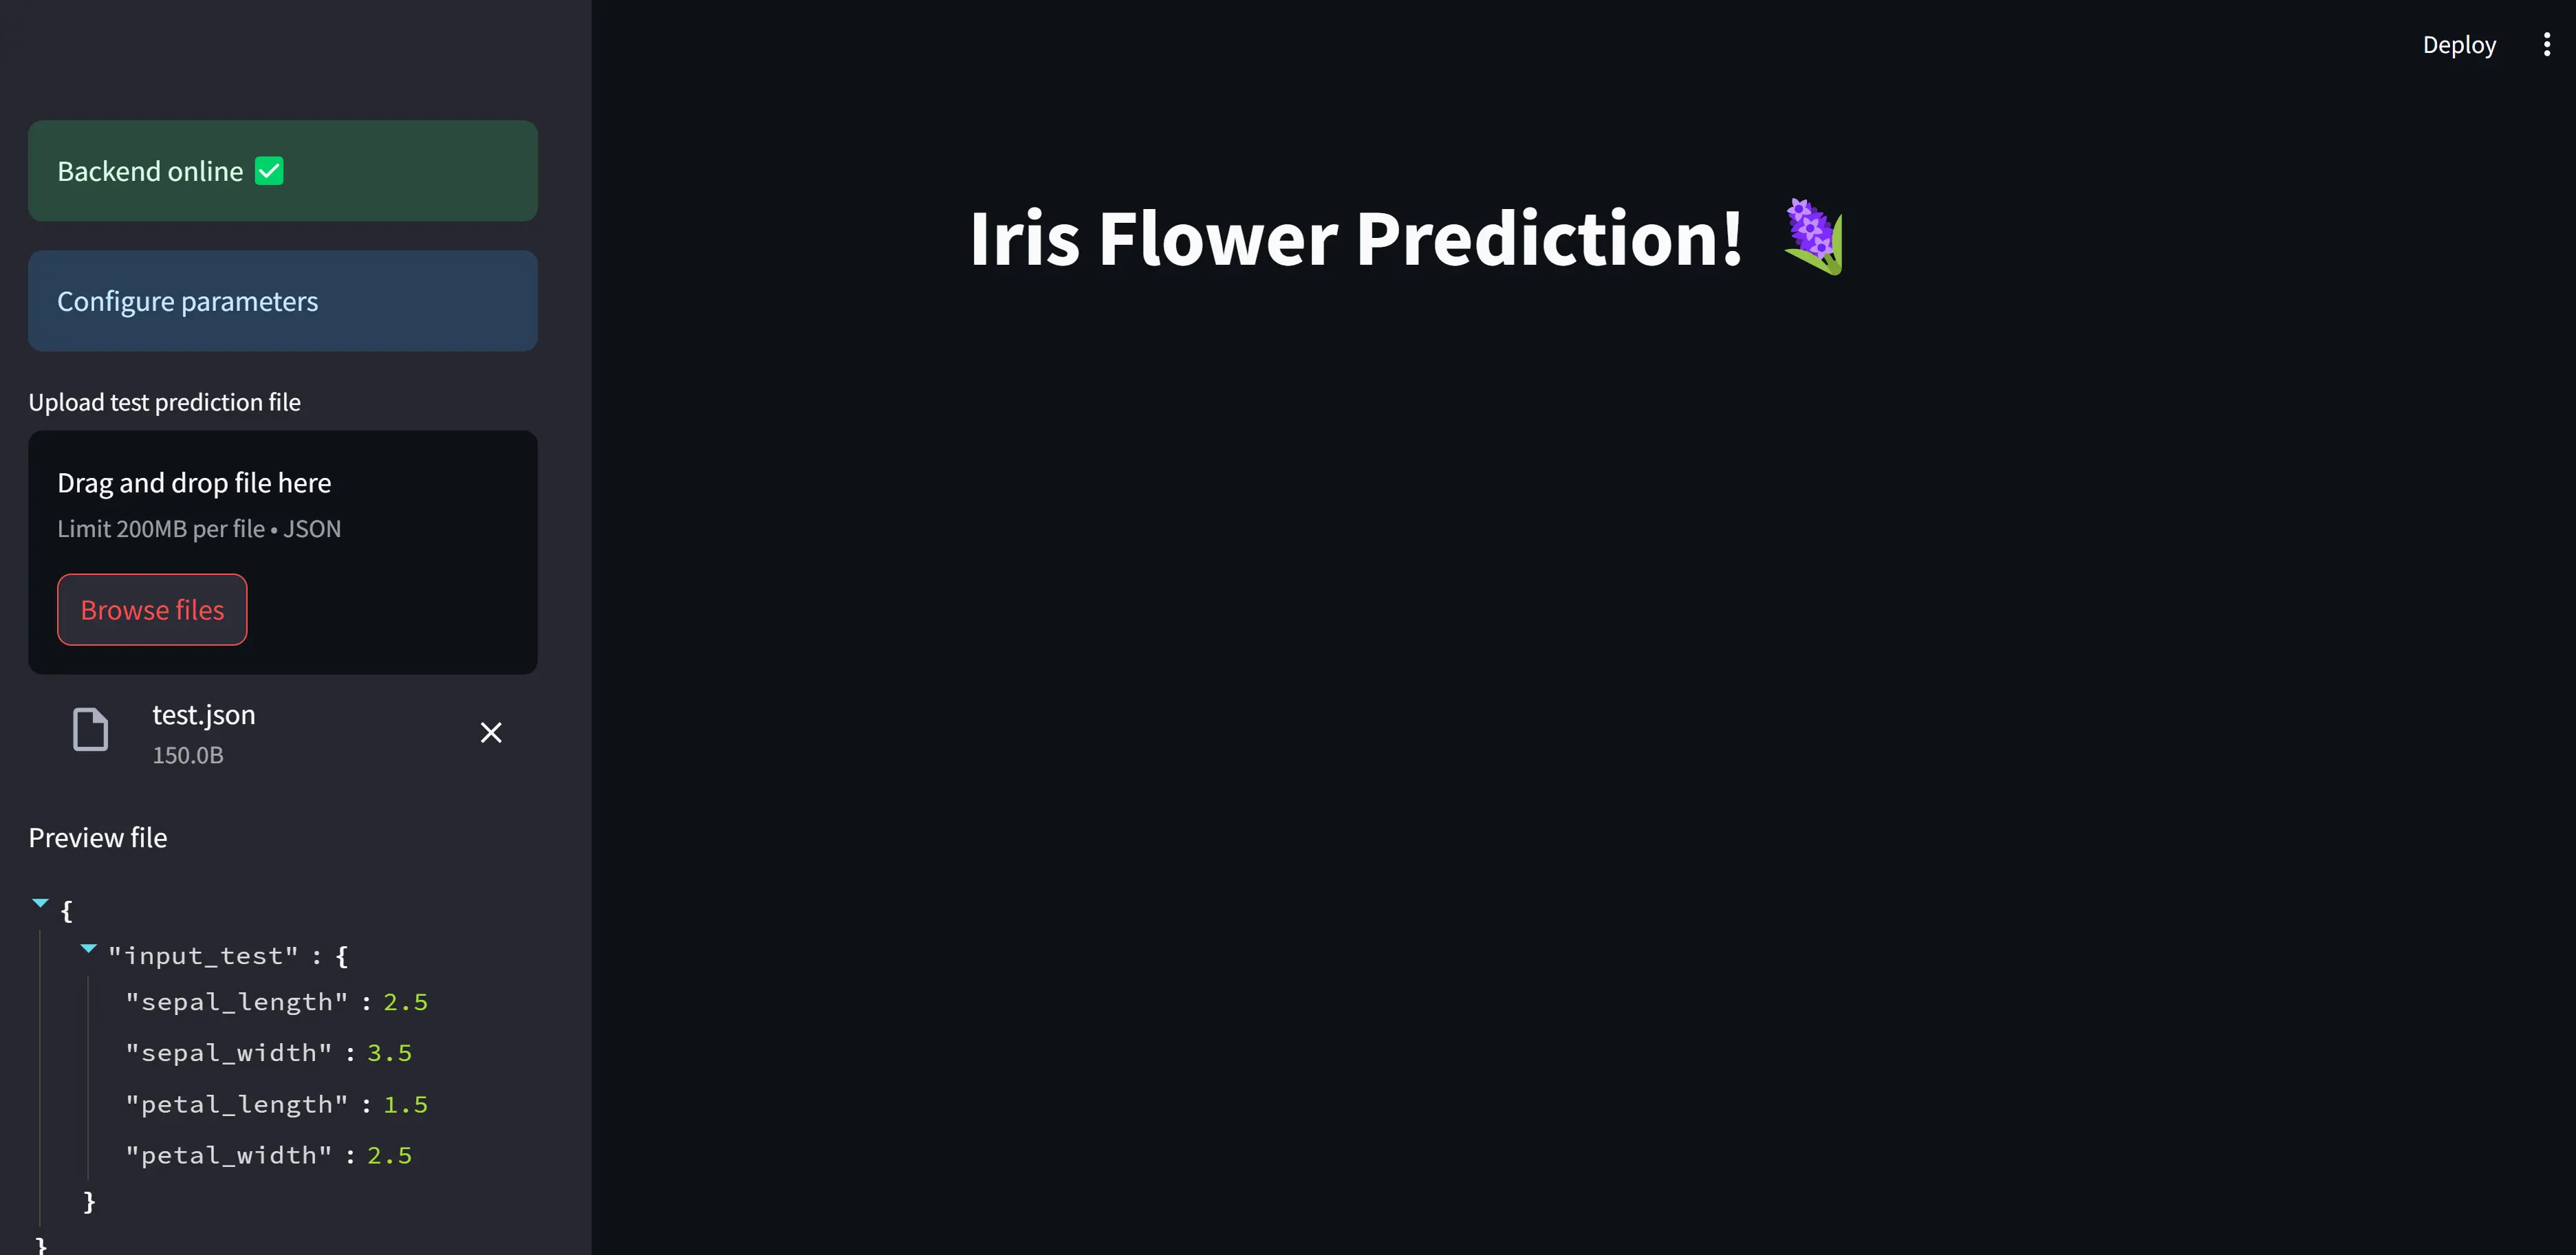 Deploy
Backend online ✅
Configure parameters
Upload test prediction file
Drag and drop file here
Limit 200MB per file • JSON
Browse files
test.json
150.0B
Preview file
{
"input_test" : {
"sepal_length" : 2.5
"sepal_width" : 3.5
"petal_length" : 1.5
"petal_width" : 2.5
}
}
Iris Flower Prediction! 🪻